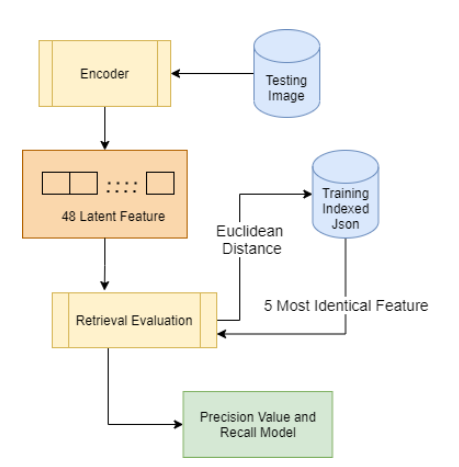 Encoder
Testing
Image
: : : :
48 Latent Feature
Training
Indexed
Json
Euclidean
Distance
5 Most Identical Feature
Retrieval Evaluation
Precision Value and
Recall Model